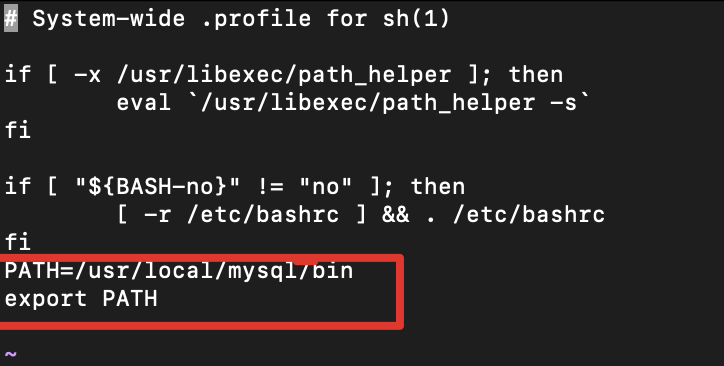 # System-wide .profile for sh(1)
if [ -x /usr/libexec/path_helper ]; then
eval `/usr/libexec/path_helper -s`
fi
if [ "${BASH-no}" != "no" ]; then
[ -r /etc/bashrc ] && . /etc/bashrc
fi
PATH=/usr/local/mysql/bin
export PATH
~